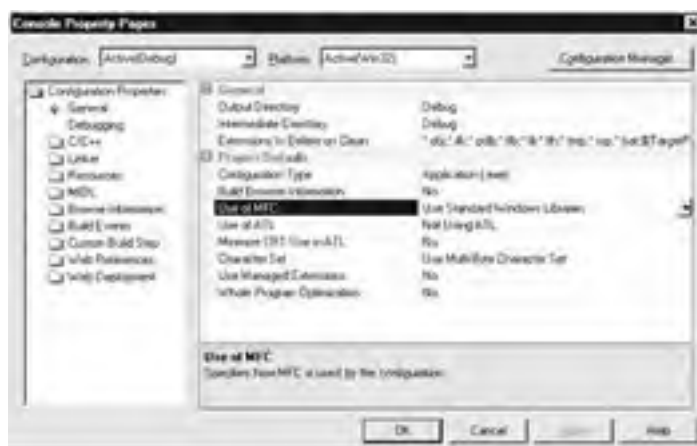 Console Property Pages
Configuration: Active(Debug) Platform: Active(Win32) Configuration Manager...
Configuration Properties
General
Debugging
C/C++
Linker
Resources
MIDL
Browse Information
Build Events
Custom Build Step
Web References
Web Deployment
General
Output Directory Debug
Intermediate Directory Debug
Extensions to Delete on Clean
Project Defaults
Configuration Type Application (.exe)
Build Browser Information No
Use of MFC Use Standard Windows Libraries
Use of ATL Not Using ATL
Minimize CRT Use in ATL No
Character Set Use Multi-Byte Character Set
Use Managed Extensions No
Whole Program Optimization No
Use of MFC
Specifies how MFC is used by the configuration.
OK Cancel Help